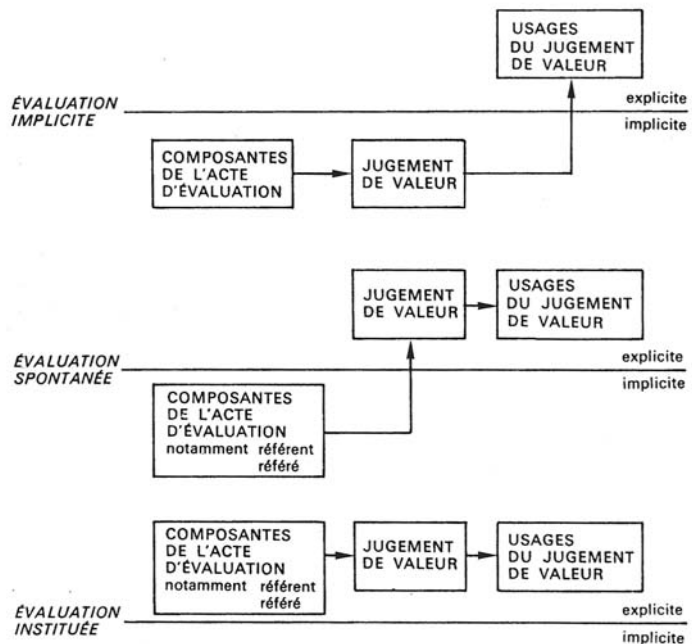 USAGES
DU JUGEMENT
DE VALEUR
ÉVALUATION
IMPLICITE
explicite
implicite
COMPOSANTES
DE L'ACTE
D'ÉVALUATION
JUGEMENT
DE VALEUR
JUGEMENT
DE VALEUR
USAGES
DU JUGEMENT
DE VALEUR
ÉVALUATION
SPONTANÉE
explicite
implicite
COMPOSANTES
DE L'ACTE
D'ÉVALUATION
notamment référent
référé
COMPOSANTES
DE L'ACTE
D'ÉVALUATION
notamment référent
référé
JUGEMENT
DE VALEUR
USAGES
DU JUGEMENT
DE VALEUR
ÉVALUATION
INSTITUÉE
explicite
implicite